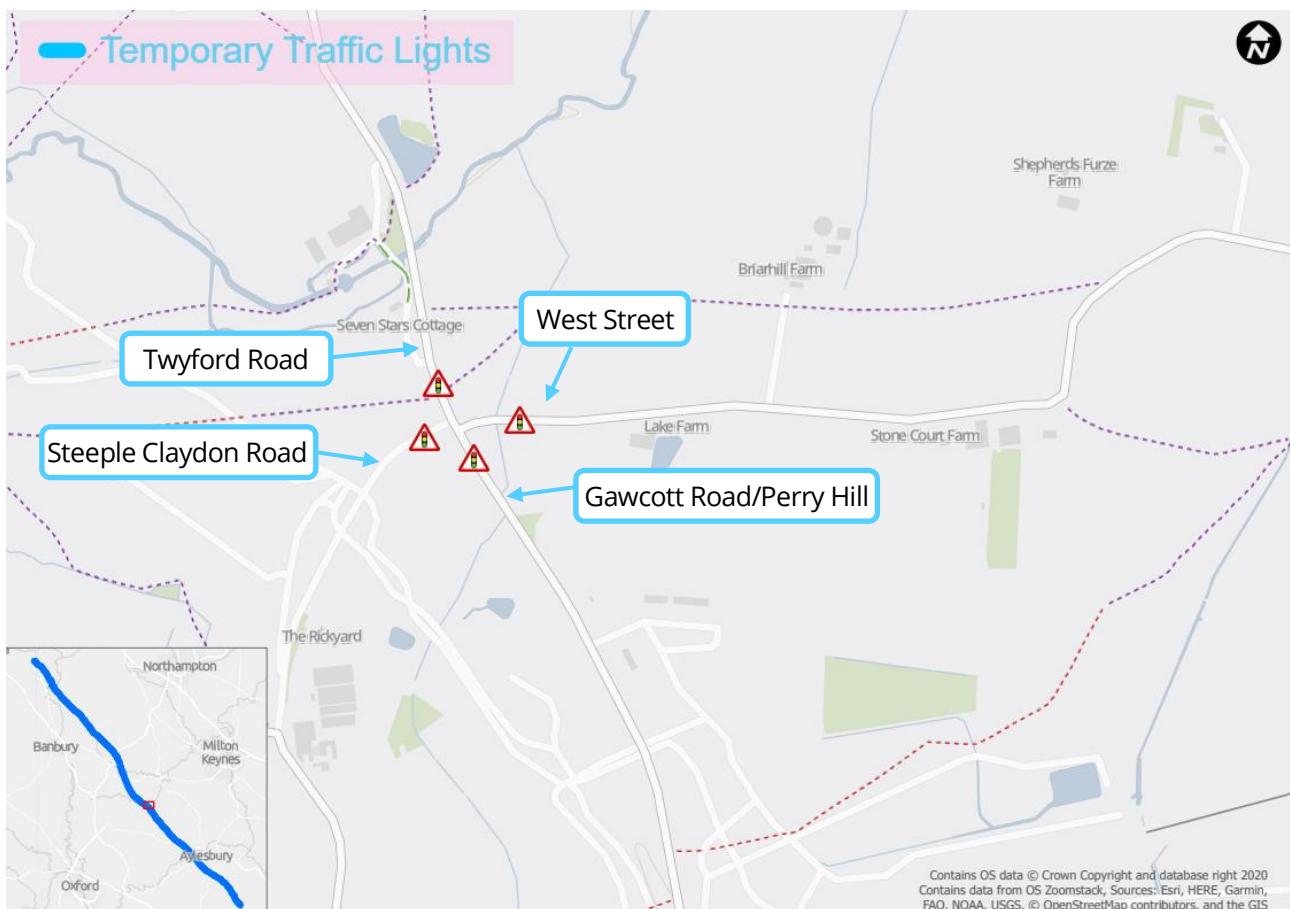 Temporary Traffic Lights
N
Shepherds Furze
Farm
Briarhill Farm
West Street
Seven Stars Cottage
Twyford Road
Lake Farm
Stone Court Farm
Steeple Claydon Road
Gawcott Road/Perry Hill
The Rickyard
Northampton
Banbury
Milton
Keynes
Aylesbury
Oxford
Contains OS data © Crown Copyright and database right 2020
Contains data from OS Zoomstack, Sources: Esri, HERE, Garmin,
FAO, NOAA, USGS, © OpenStreetMap contributors, and the GIS